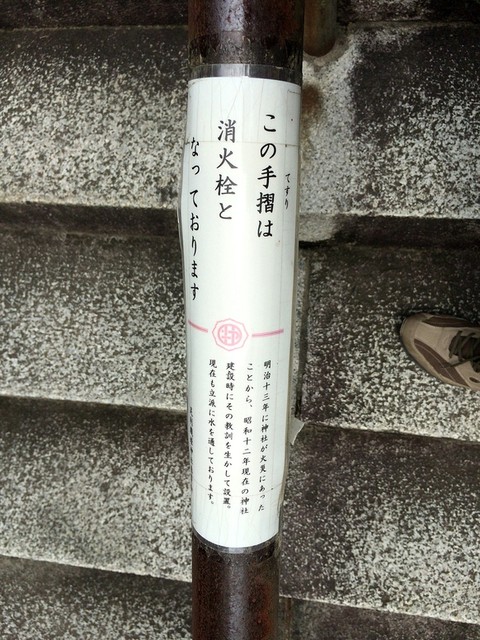 この手摺は
てすり
消火栓と
なっております
明治十三年に神社が火災にあった
ことから、昭和十二年現在の神社
建設時にその教訓を生かして設置。
現在も立派に水を通しております。